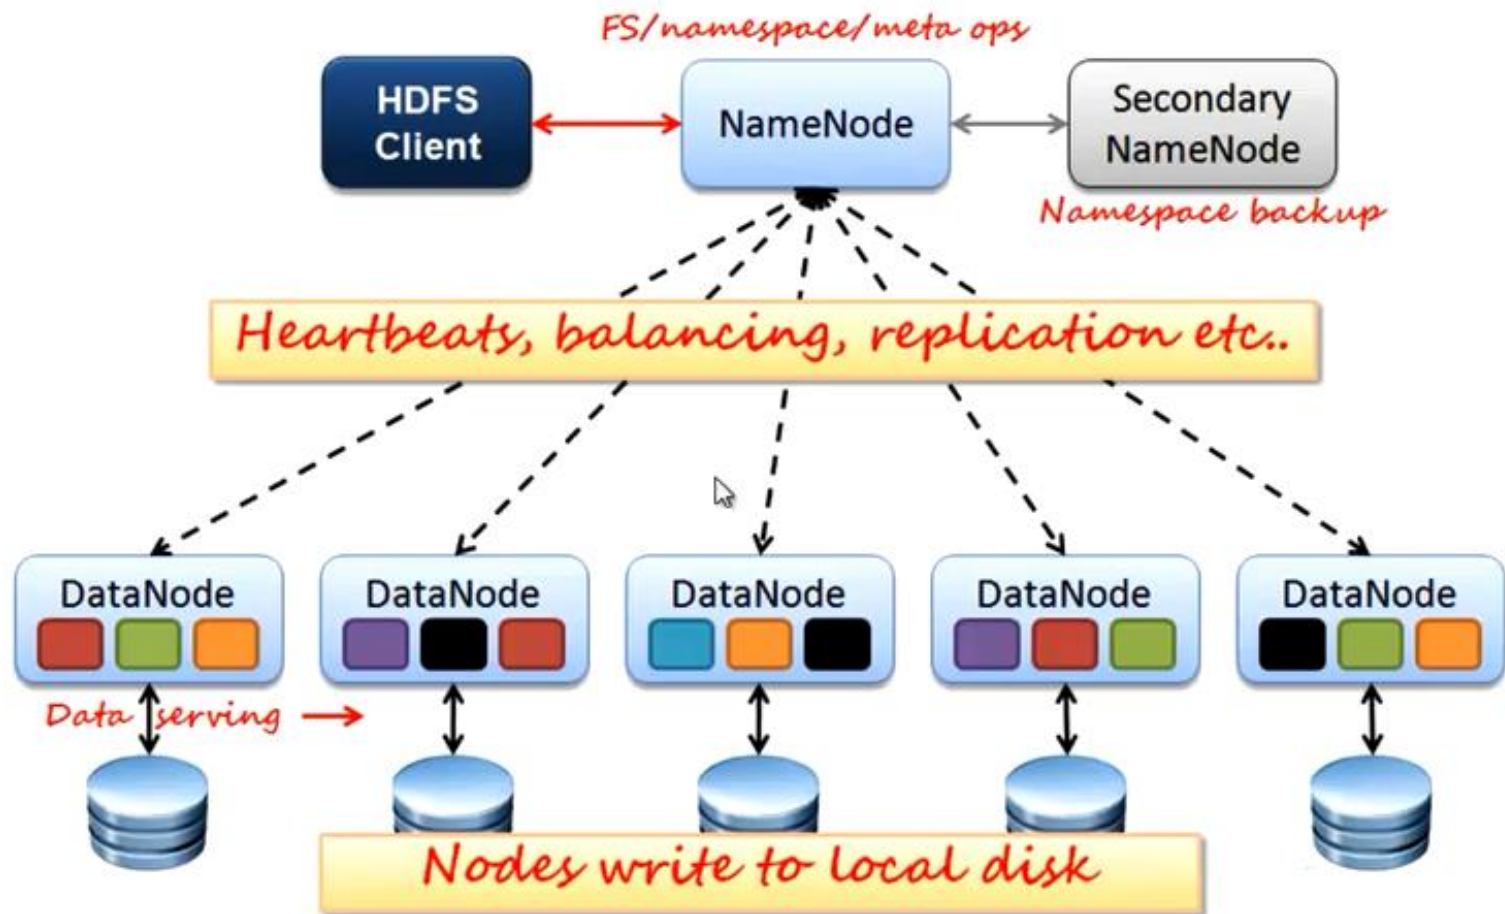 FS/namespace/meta ops
HDFS
Client
NameNode
Secondary
NameNode
Namespace backup
Heartbeats, balancing, replication etc..
DataNode
DataNode
DataNode
DataNode
DataNode
Data serving
Nodes write to local disk